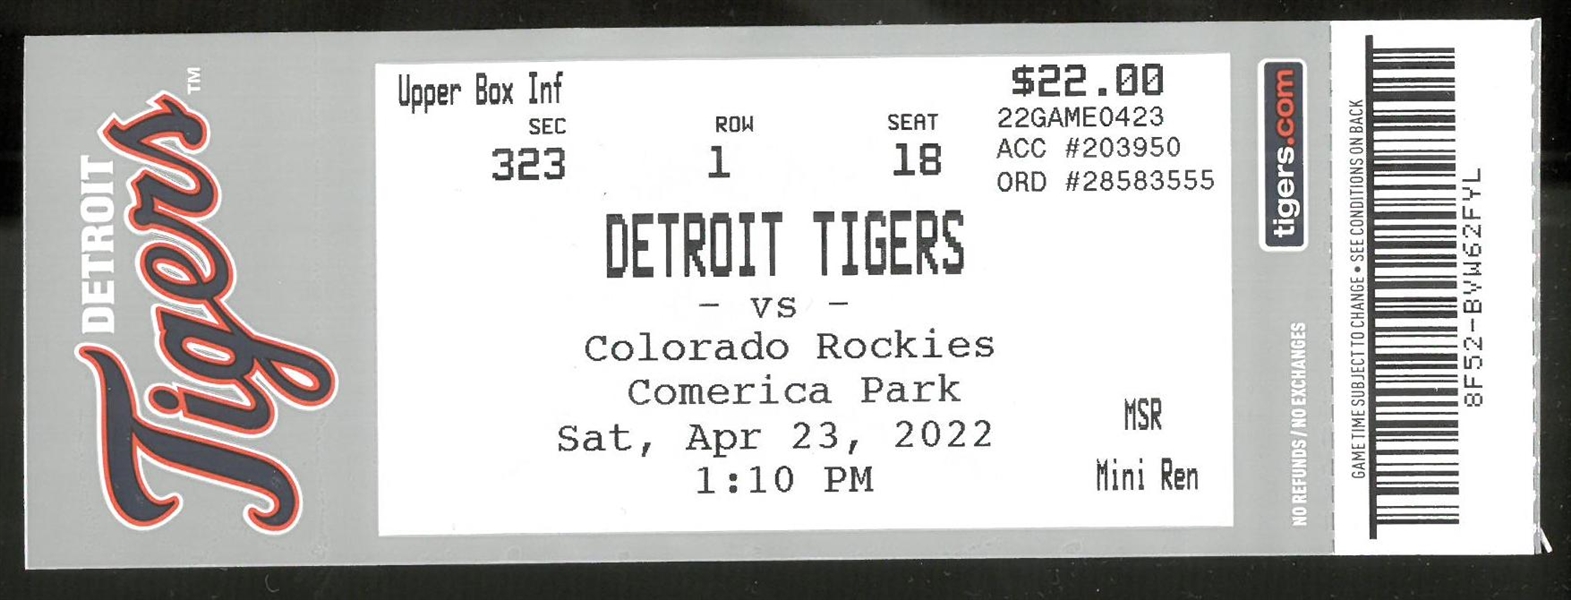 DETROIT
Tigers™
Upper Box Inf
SEC ROW SEAT
323 1 18
$22.00
22GAME0423
ACC #203950
ORD #28583555
DETROIT TIGERS
- vs -
Colorado Rockies
Comerica Park
Sat, Apr 23, 2022
1:10 PM
MSR
Mini Ren
tigers.com
NO REFUNDS / NO EXCHANGES
GAME TIME SUBJECT TO CHANGE • SEE CONDITIONS ON BACK
8F52-BVW62FYL